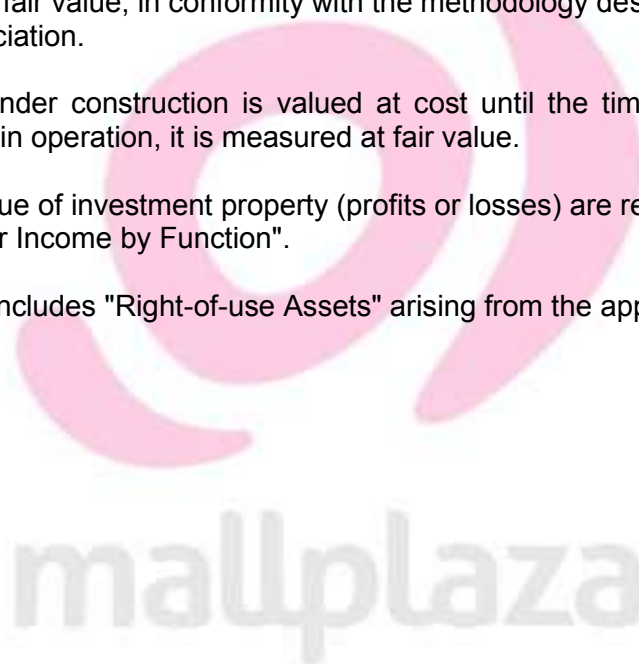 fair value, in conformity with the methodology des
ciation.
nder construction is valued at cost until the tim
in operation, it is measured at fair value.
ue of investment property (profits or losses) are re
r Income by Function".
ncludes "Right-of-use Assets" arising from the app
mallplaza